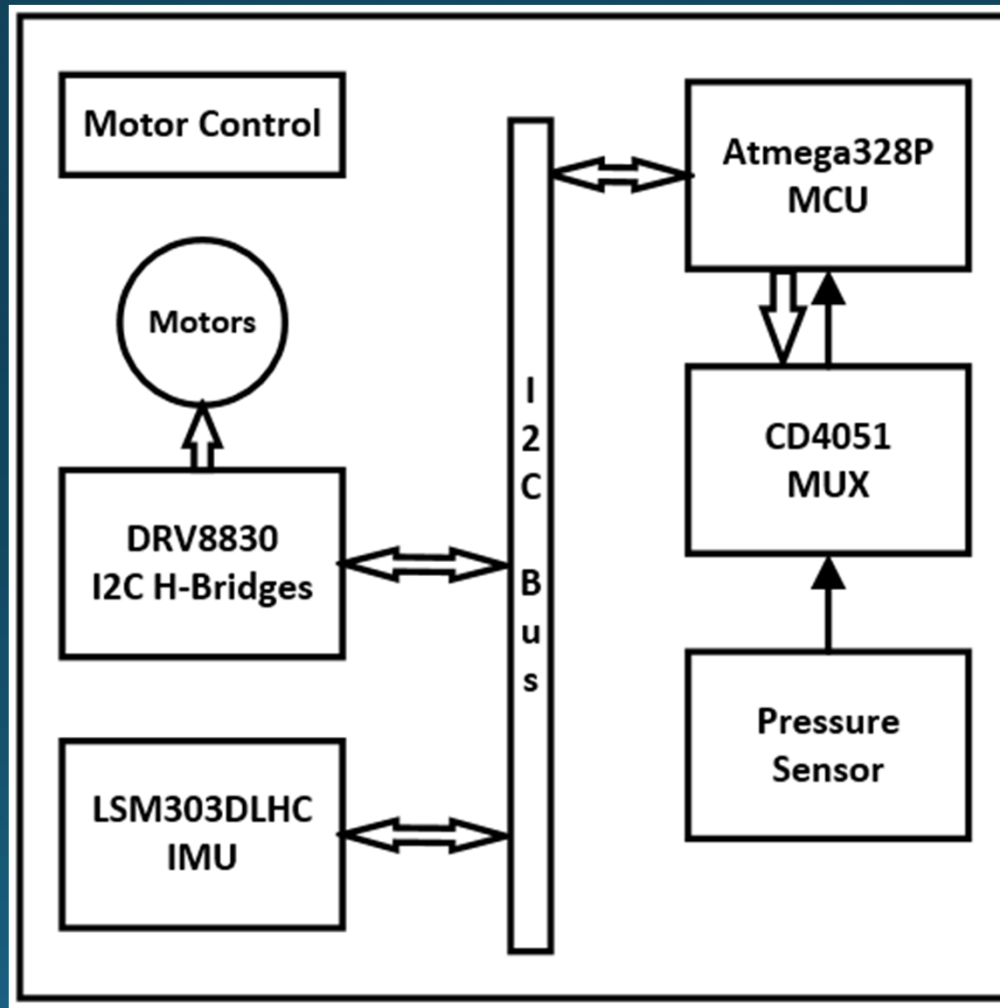 Motor Control
Motors
DRV8830
I2C H-Bridges
LSM303DLHC
IMU
I
2
C
B
u
s
Atmega328P
MCU
CD4051
MUX
Pressure
Sensor